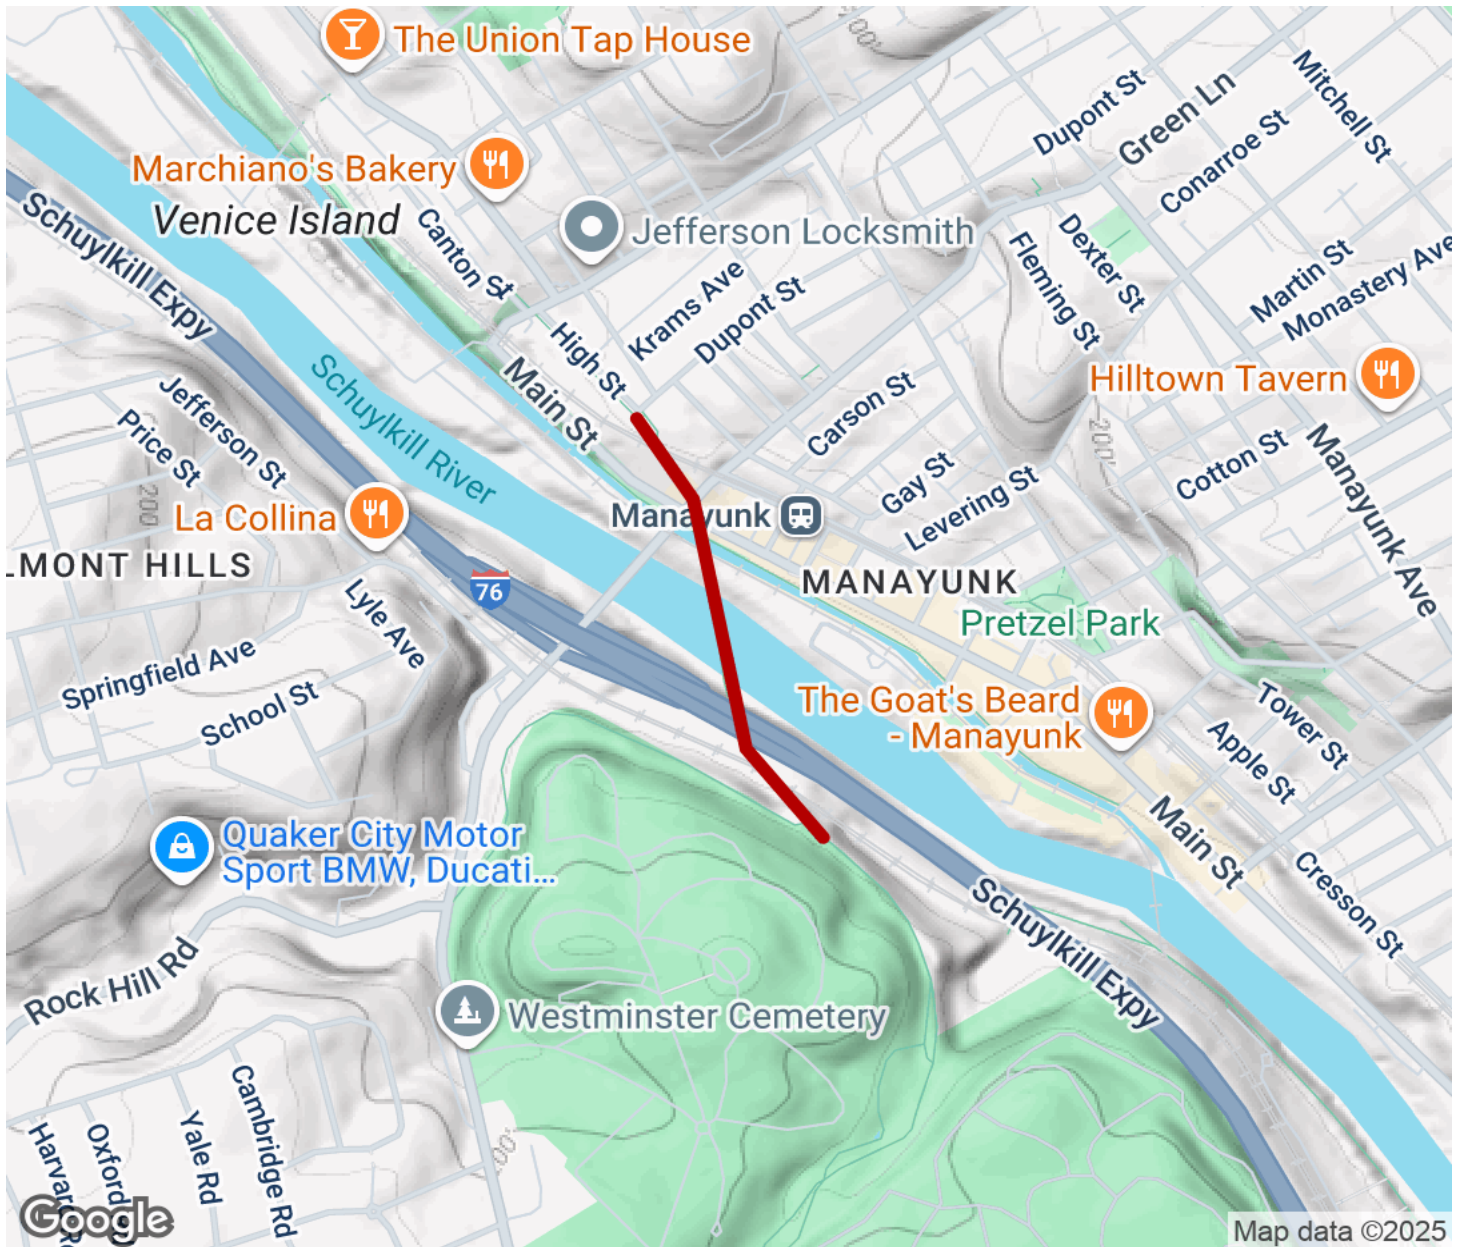 The Union Tap House
200'
Mitchell St
Dupont St
Green Ln
Conarroe St
Marchiano's Bakery
Venice Island
Canton St
Jefferson Locksmith
Schuylkill Expy
Krams Ave
Dupont St
Dexter St
Fleming St
Martin St
Monastery Ave
High St
Main St
Hilltown Tavern
Schuylkill River
Jefferson St
Price St
Carson St
200'
Cotton St
Manayunk Ave
Gay St
Levering St
200
La Collina
Manayunk
LMONT HILLS
76
MANAYUNK
Lyle Ave
Pretzel Park
Springfield Ave
School St
The Goat's Beard
- Manayunk
Tower St
Apple St
Main St
Quaker City Motor
Sport BMW, Ducati...
Cresson St
Schuylkill Expy
Rock Hill Rd
Westminster Cemetery
Cambridge Rd
Yale Rd
Oxford
Harvard
00'
Google
Map data ©2025